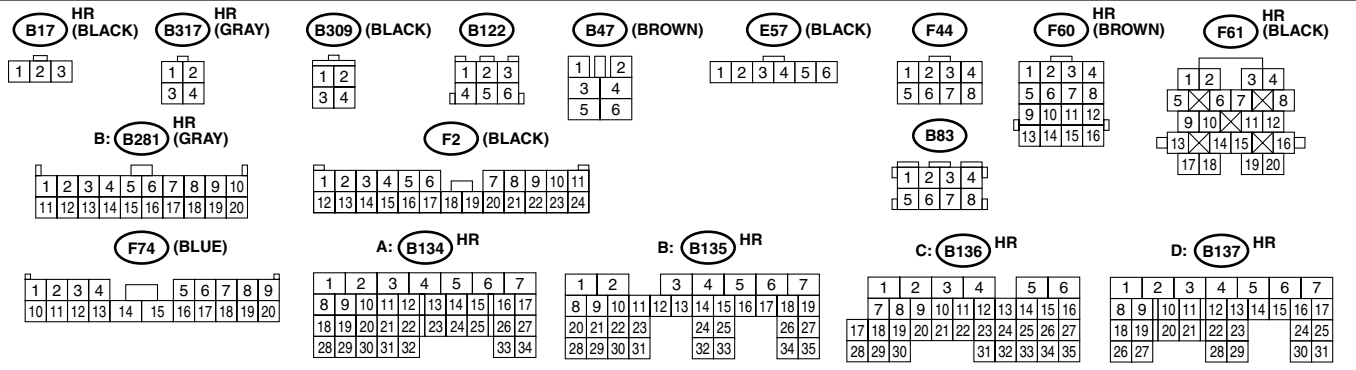 B17 HR (BLACK)
B317 HR (GRAY)
B309 (BLACK)
B122
B47 (BROWN)
E57 (BLACK)
F44
F60 HR (BROWN)
F61 HR (BLACK)
1 2 3
1 2
3 4
1 2
3 4
1 2 3
4 5 6
1 2
3 4
5 6
1 2 3 4 5 6
1 2 3 4
5 6 7 8
1 2 3 4
5 6 7 8
9 10 11 12
13 14 15 16
1 2 3 4
5 6 7 8
9 10 11 12
13 14 15 16
17 18 19 20
B: B281 HR (GRAY)
F2 (BLACK)
B83
1 2 3 4 5 6 7 8 9 10
11 12 13 14 15 16 17 18 19 20
1 2 3 4 5 6 7 8 9 10 11
12 13 14 15 16 17 18 19 20 21 22 23 24
1 2 3 4
5 6 7 8
F74 (BLUE)
A: B134 HR
B: B135 HR
C: B136 HR
D: B137 HR
1 2 3 4 5 6 7 8 9
10 11 12 13 14 15 16 17 18 19 20
1 2 3 4 5 6 7
8 9 10 11 12 13 14 15 16 17
18 19 20 21 22 23 24 25 26 27
28 29 30 31 32 33 34
1 2 3 4 5 6 7
8 9 10 11 12 13 14 15 16 17 18 19
20 21 22 23 24 25 26 27
28 29 30 31 32 33 34 35
1 2 3 4 5 6
7 8 9 10 11 12 13 14 15 16
17 18 19 20 21 22 23 24 25 26 27
28 29 30 31 32 33 34 35
1 2 3 4 5 6 7
8 9 10 11 12 13 14 15 16 17
18 19 20 21 22 23 24 25
26 27 28 29 30 31